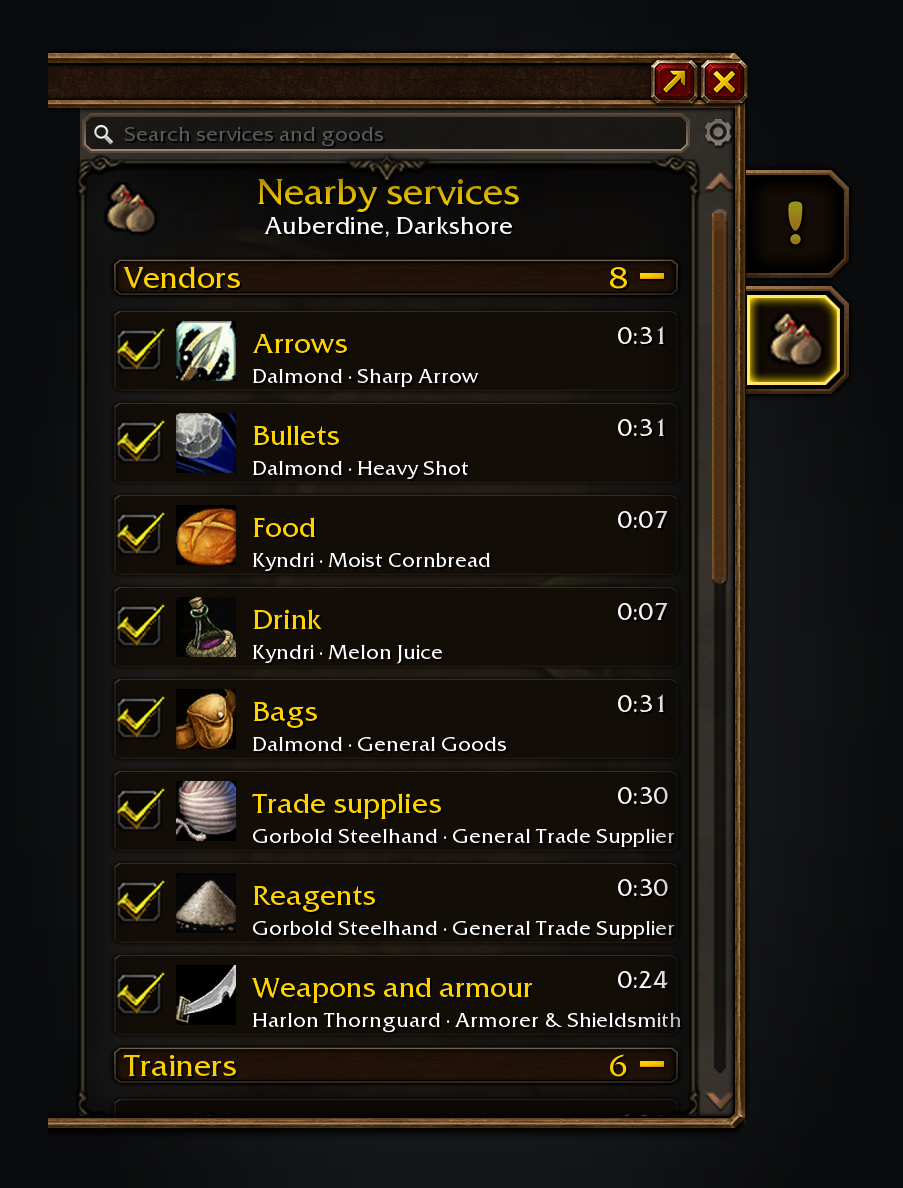 Search services and goods
Nearby services
Auberdine, Darkshore
Vendors 8
Arrows 0:31
Dalmond · Sharp Arrow
Bullets 0:31
Dalmond · Heavy Shot
Food 0:07
Kyndri · Moist Cornbread
Drink 0:07
Kyndri · Melon Juice
Bags 0:31
Dalmond · General Goods
Trade supplies 0:30
Gorbold Steelhand · General Trade Supplier
Reagents 0:30
Gorbold Steelhand · General Trade Supplier
Weapons and armour 0:24
Harlon Thornguard · Armorer & Shieldsmith
Trainers 6